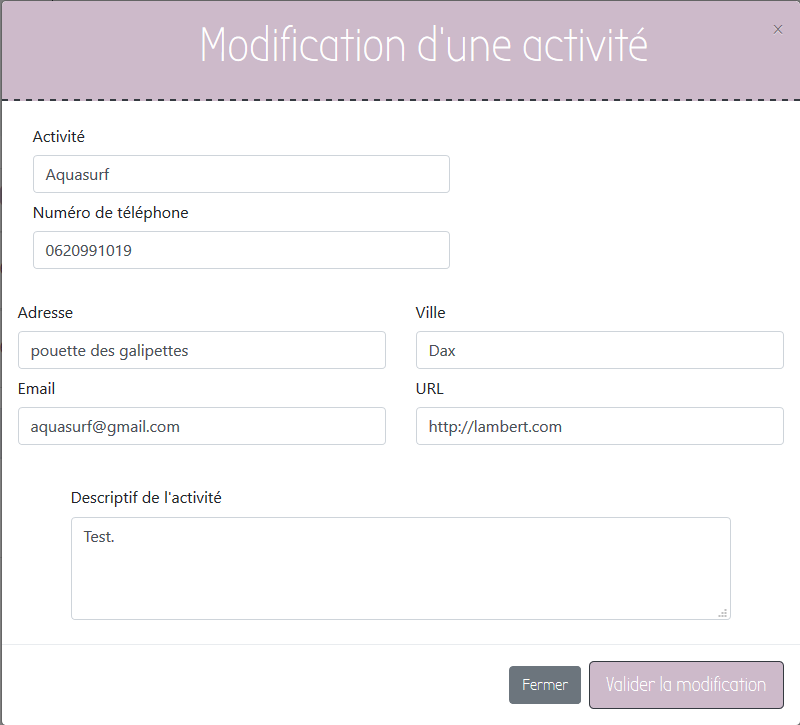 Modification d'une activité
×
Activité
Aquasurf
Numéro de téléphone
0620991019
Adresse
Ville
pouette des galipettes
Dax
Email
URL
aquasurf@gmail.com
http://lambert.com
Descriptif de l'activité
Test.
Fermer
Valider la modification